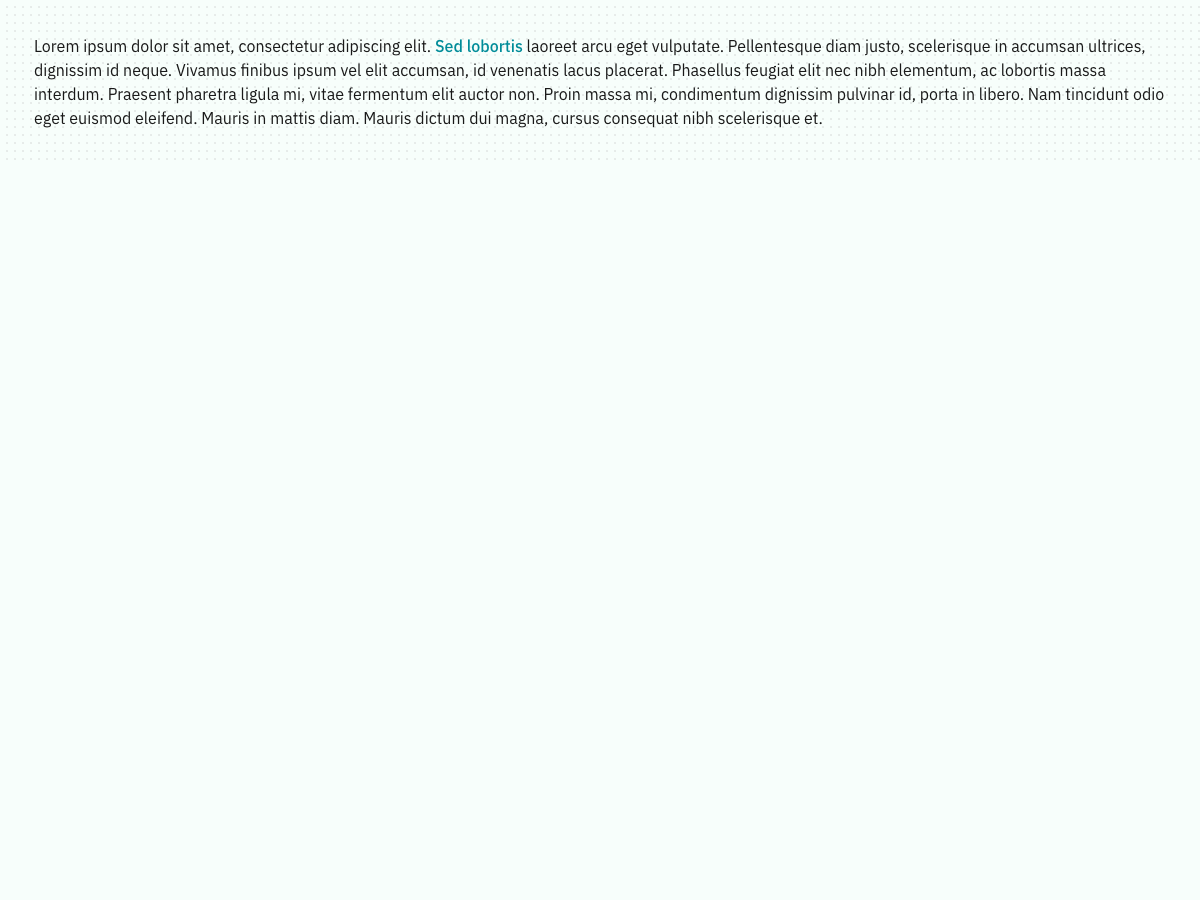 Lorem ipsum dolor sit amet, consectetur adipiscing elit. Sed lobortis laoreet arcu eget vulputate. Pellentesque diam justo, scelerisque in accumsan ultrices,
dignissim id neque. Vivamus finibus ipsum vel elit accumsan, id venenatis lacus placerat. Phasellus feugiat elit nec nibh elementum, ac lobortis massa
interdum. Praesent pharetra ligula mi, vitae fermentum elit auctor non. Proin massa mi, condimentum dignissim pulvinar id, porta in libero. Nam tincidunt odio
eget euismod eleifend. Mauris in mattis diam. Mauris dictum dui magna, cursus consequat nibh scelerisque et.